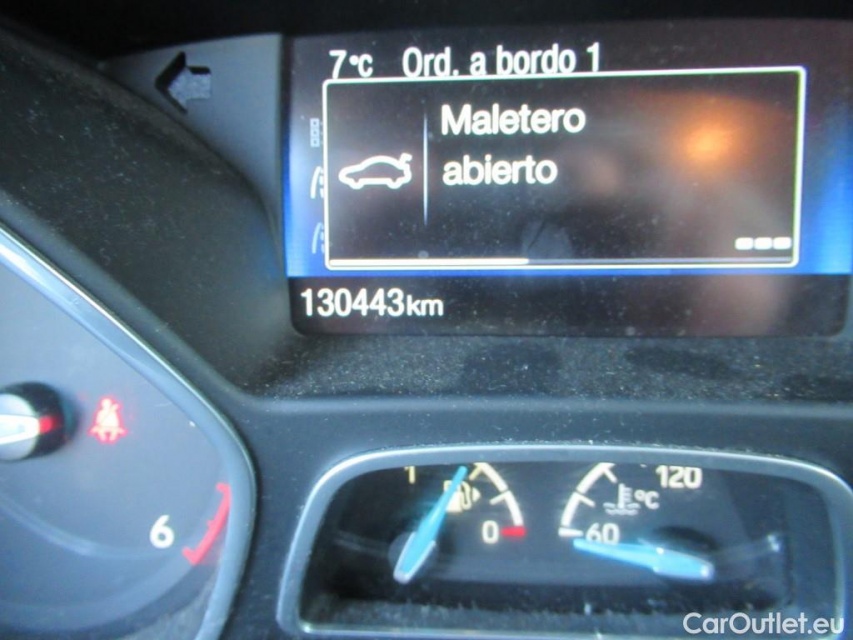 7°C Ord. a bordo 1
Maletero
abierto
130443km
6
1
0
°C
120
60
CarOutlet.eu